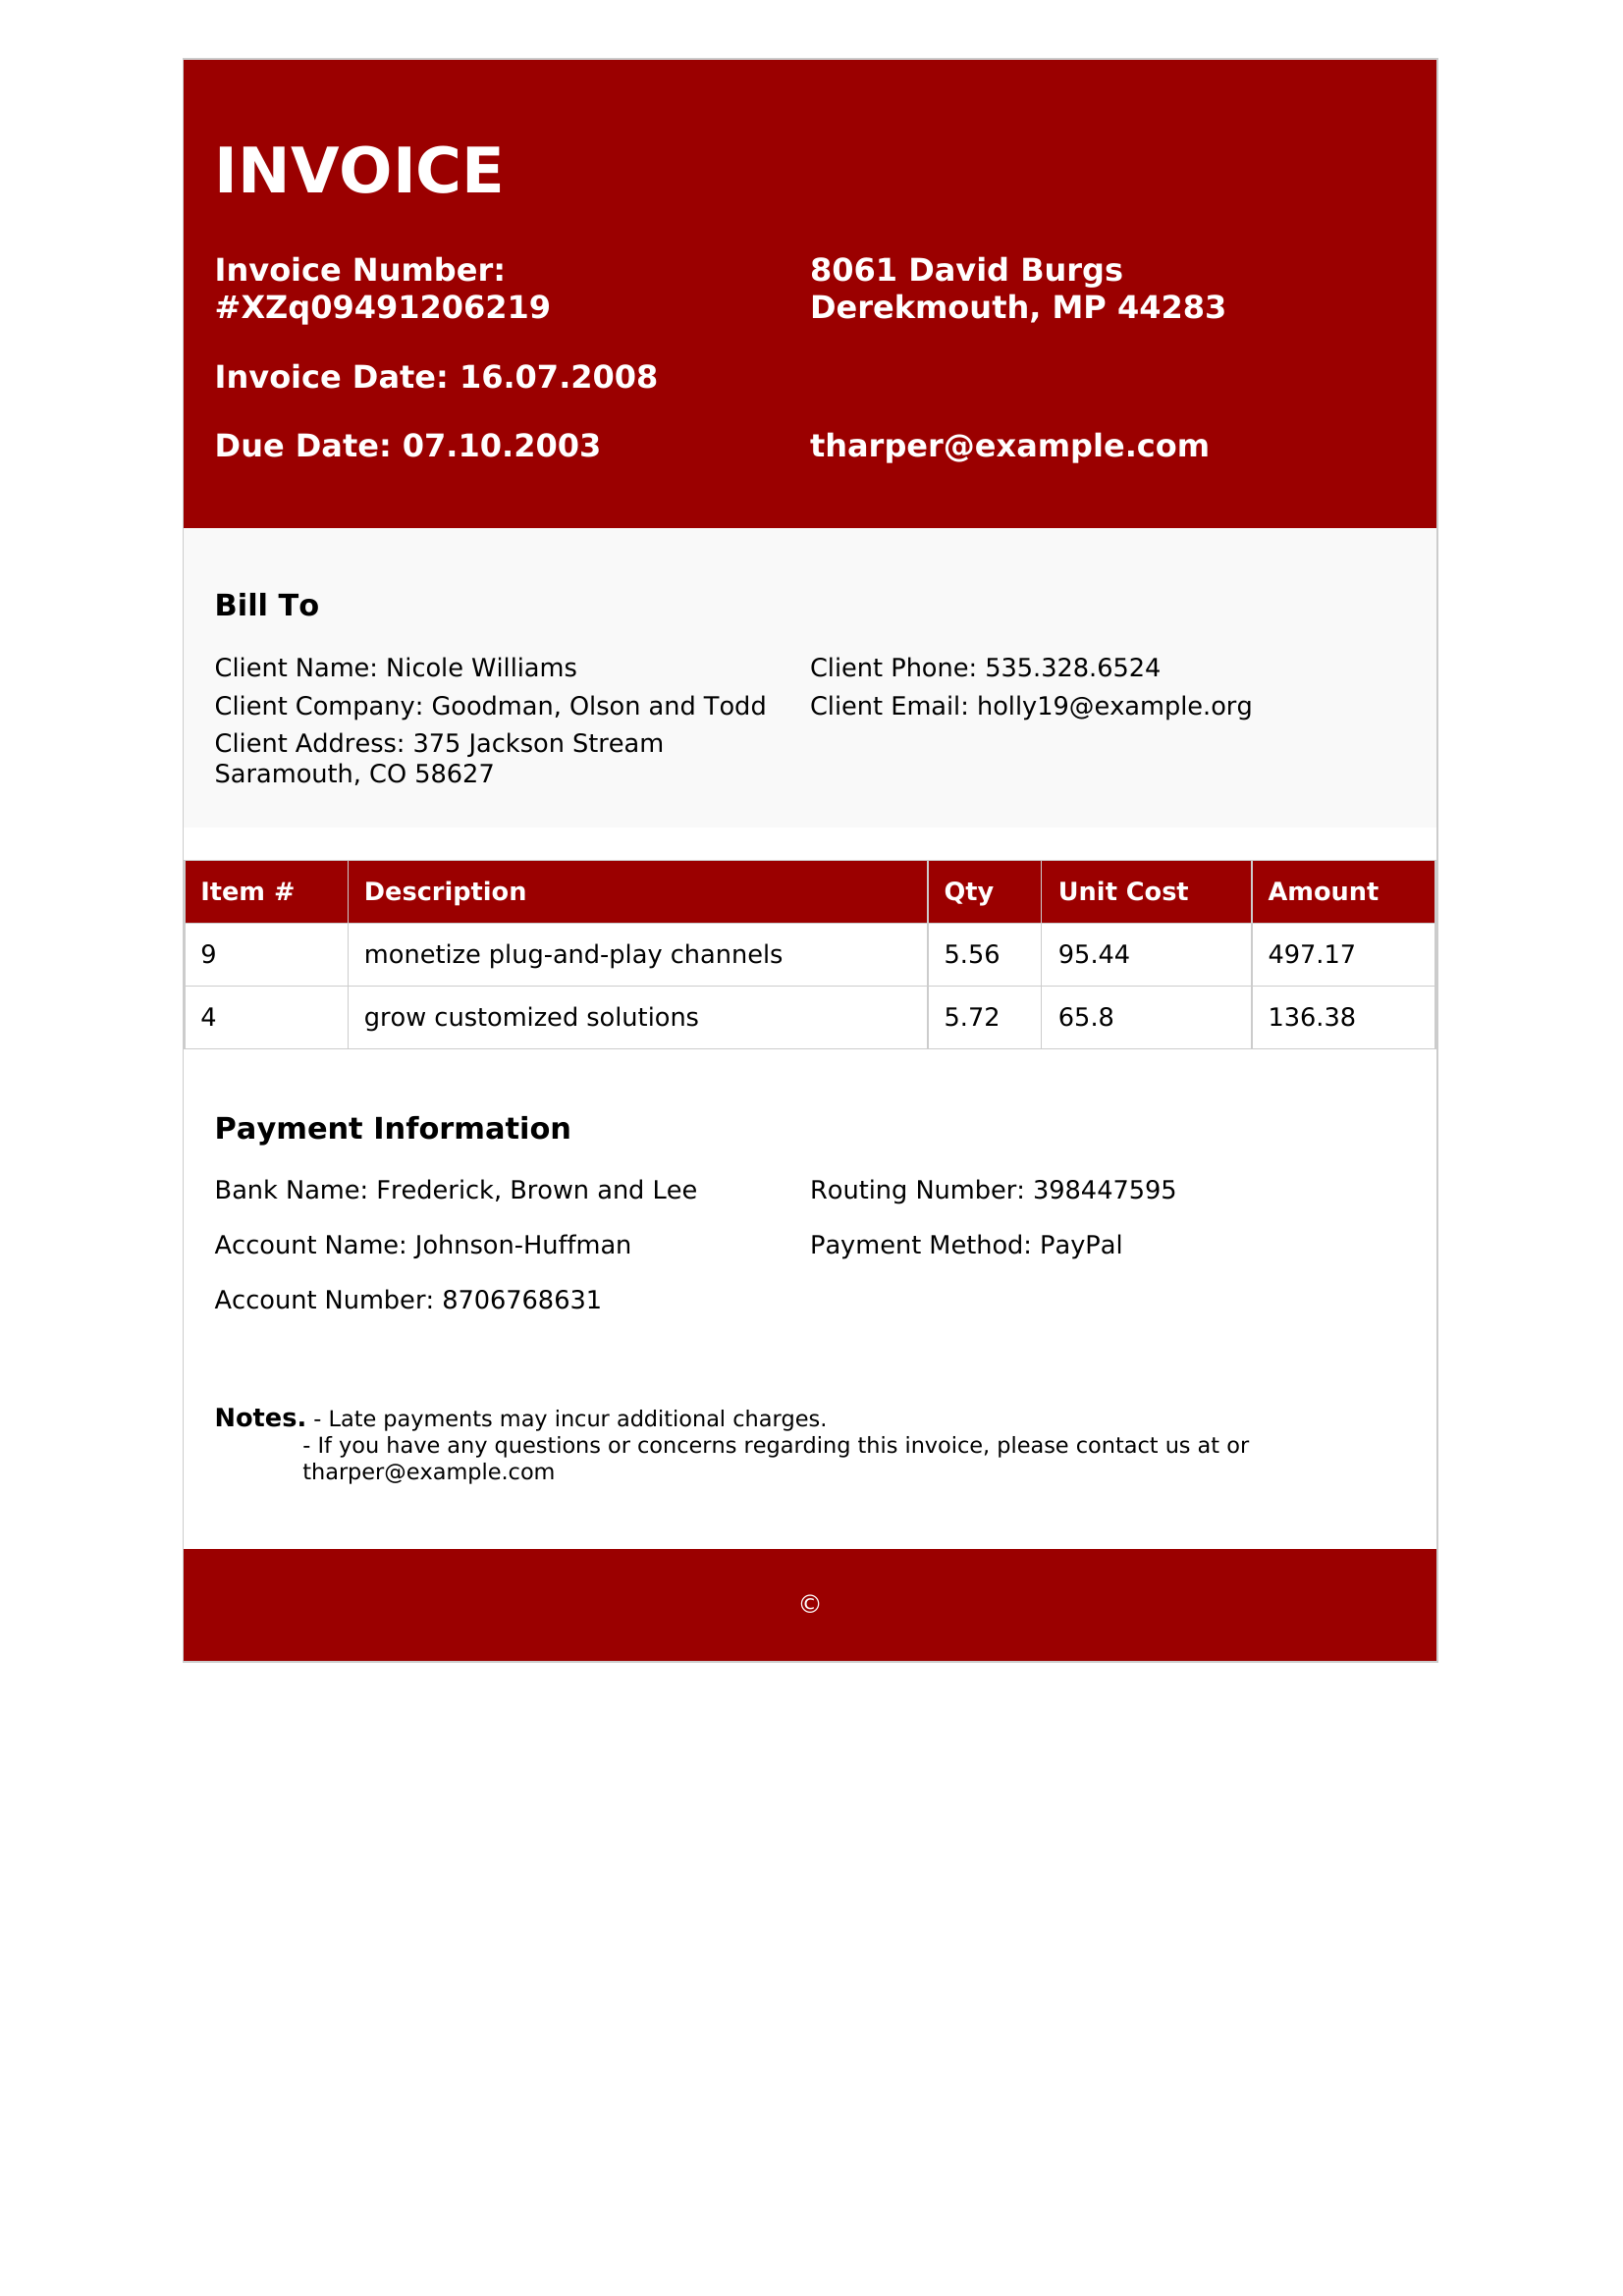 INVOICE
Invoice Number:
#XZq09491206219
8061 David Burgs
Derekmouth, MP 44283
Invoice Date: 16.07.2008
Due Date: 07.10.2003
tharper@example.com
Bill To
Client Name: Nicole Williams
Client Phone: 535.328.6524
Client Company: Goodman, Olson and Todd
Client Email: holly19@example.org
Client Address: 375 Jackson Stream
Saramouth, CO 58627
Item # Description Qty Unit Cost Amount
9 monetize plug-and-play channels 5.56 95.44 497.17
4 grow customized solutions 5.72 65.8 136.38
Payment Information
Bank Name: Frederick, Brown and Lee
Routing Number: 398447595
Account Name: Johnson-Huffman
Payment Method: PayPal
Account Number: 8706768631
Notes. - Late payments may incur additional charges.
- If you have any questions or concerns regarding this invoice, please contact us at or
tharper@example.com
©